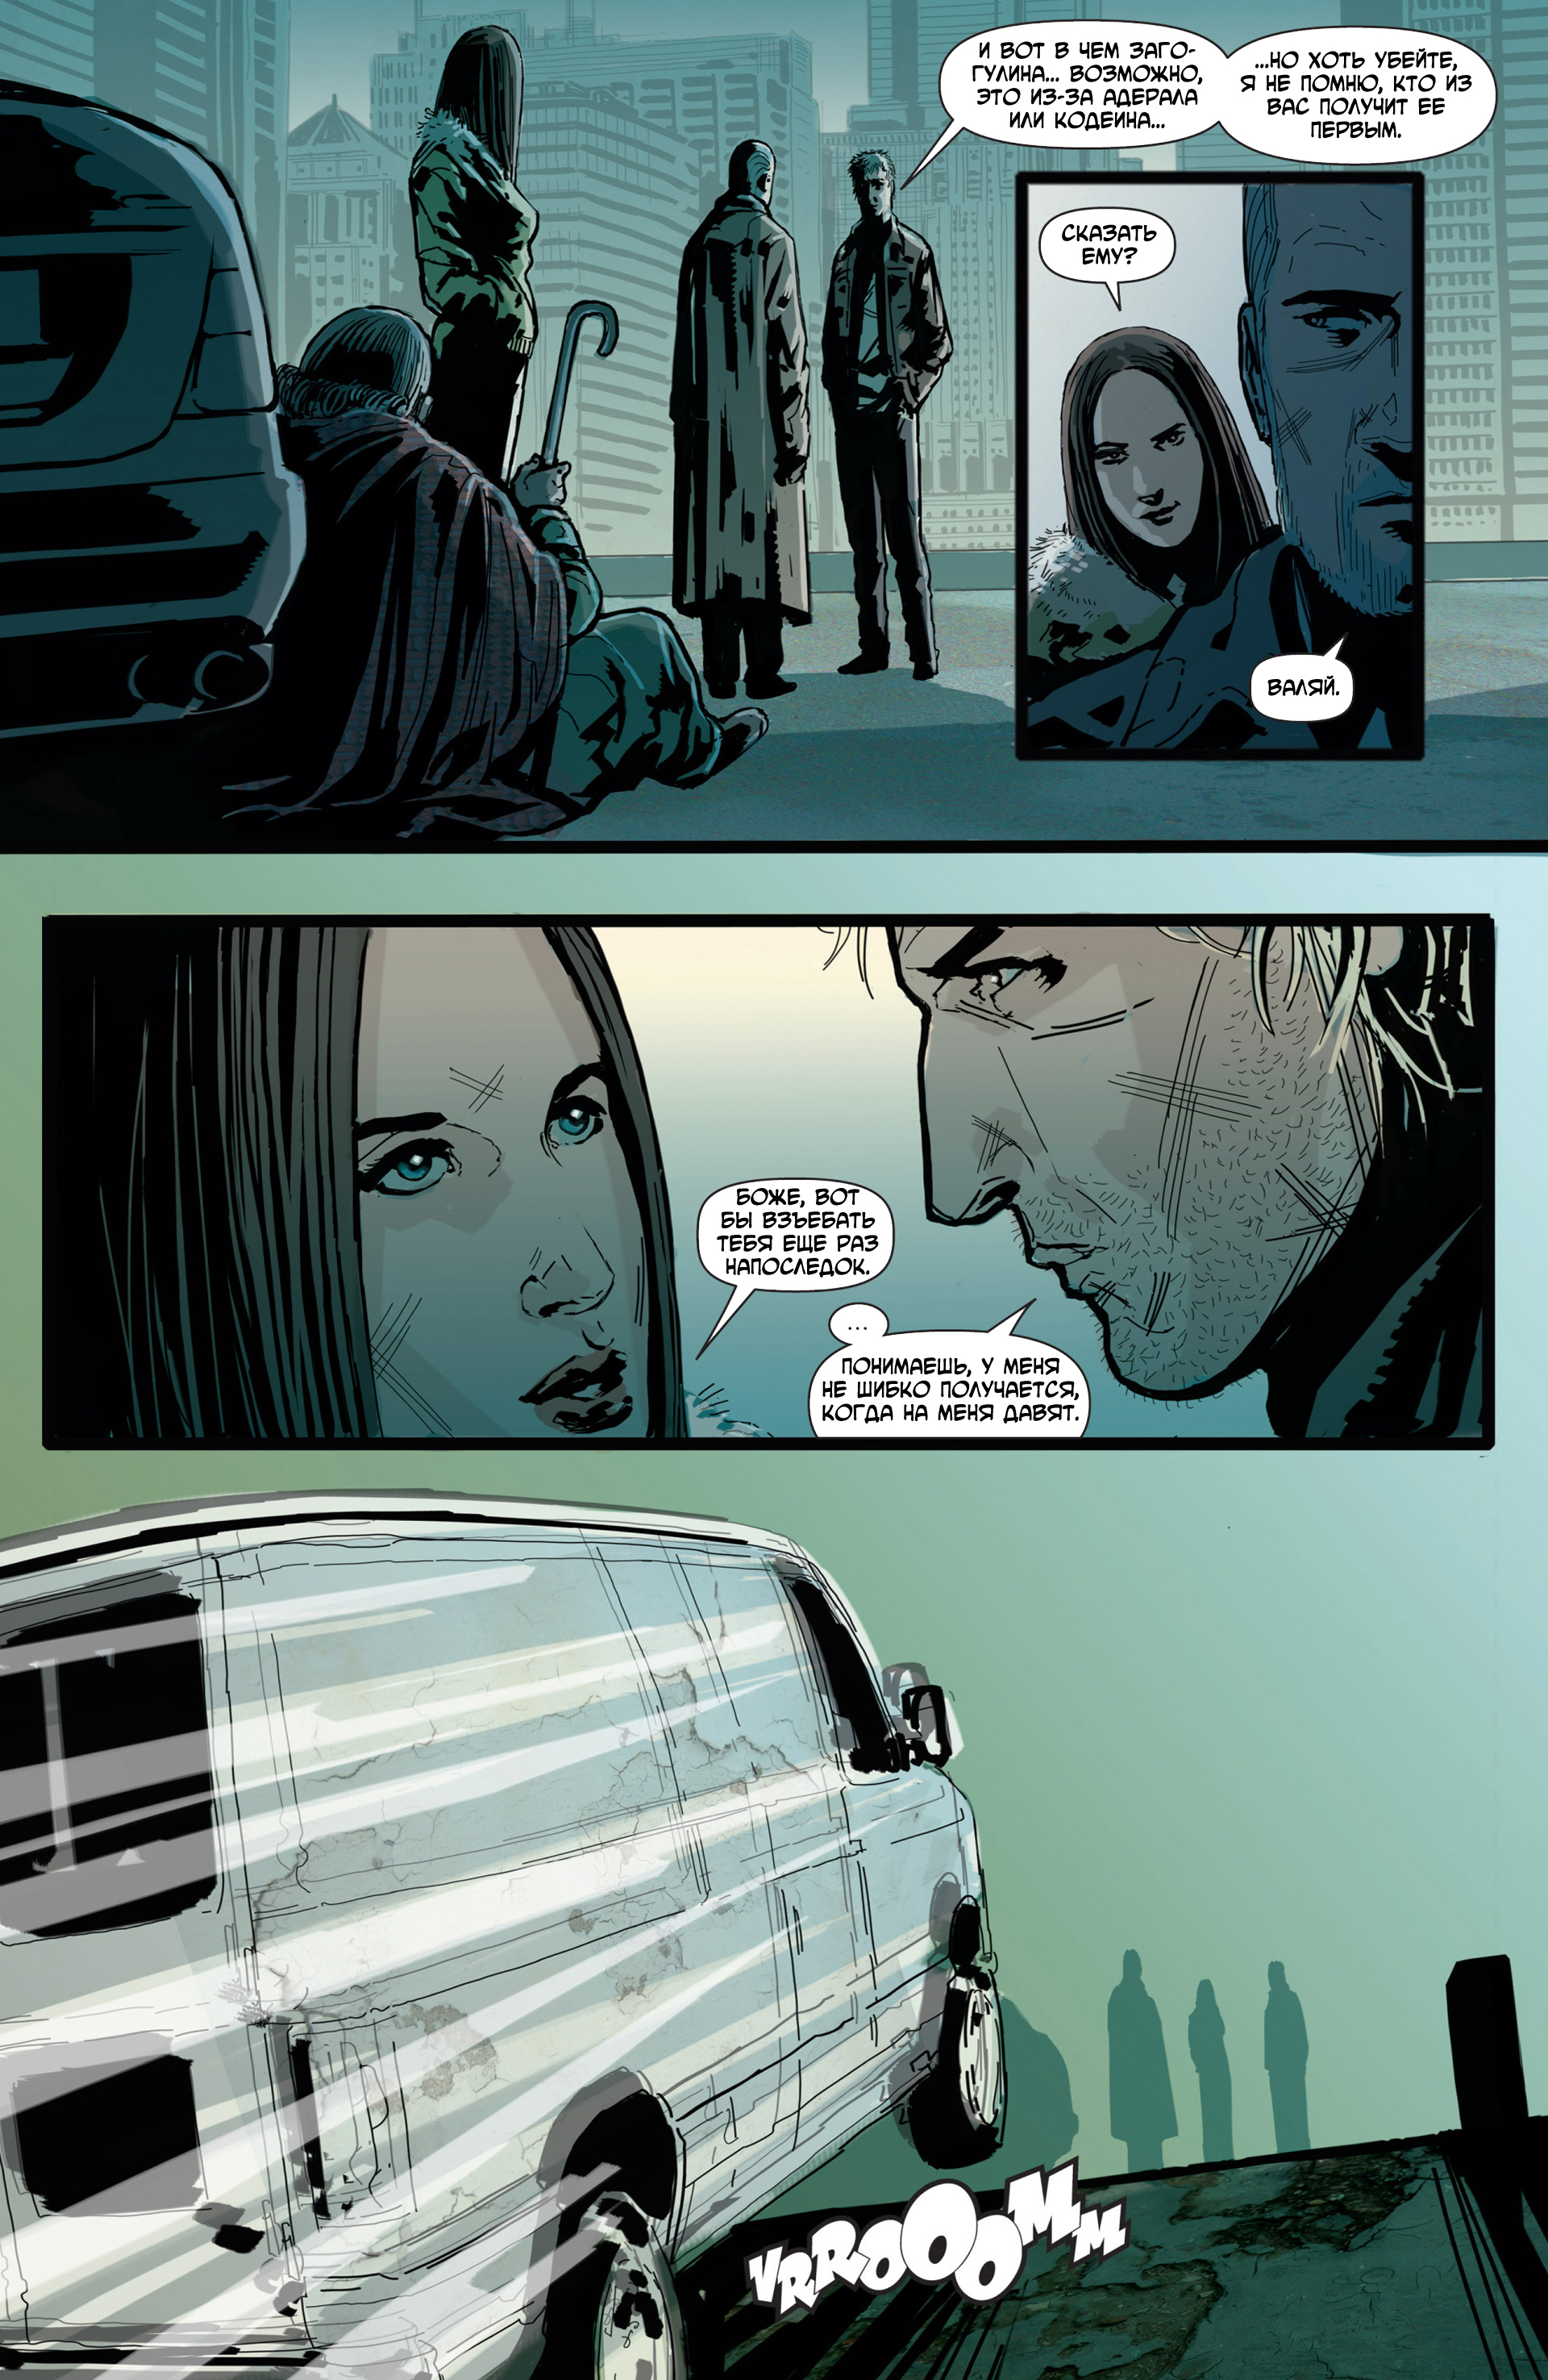 И ВОТ В ЧЕМ ЗАГО-
ГУЛИНА... ВОЗМОЖНО,
ЭТО ИЗ-ЗА АДЕРАЛА
ИЛИ КОДЕИНА...
...НО ХОТЬ УБЕЙТЕ,
Я НЕ ПОМНЮ, КТО ИЗ
ВАС ПОЛУЧИТ ЕЕ
ПЕРВЫМ.
СКАЗАТЬ
ЕМУ?
ВАЛЯЙ.
БОЖЕ, ВОТ
БЫ ВЗЪЕБАТЬ
ТЕБЯ ЕЩЕ РАЗ
НАПОСЛЕДОК.
...
ПОНИМАЕШЬ, У МЕНЯ
НЕ ШИБКО ПОЛУЧАЕТСЯ,
КОГДА НА МЕНЯ ДАВЯТ.
VRROOOOMMM